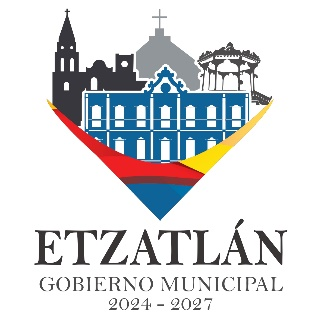 ETZATLÁN
GOBIERNO MUNICIPAL
2024 - 2027